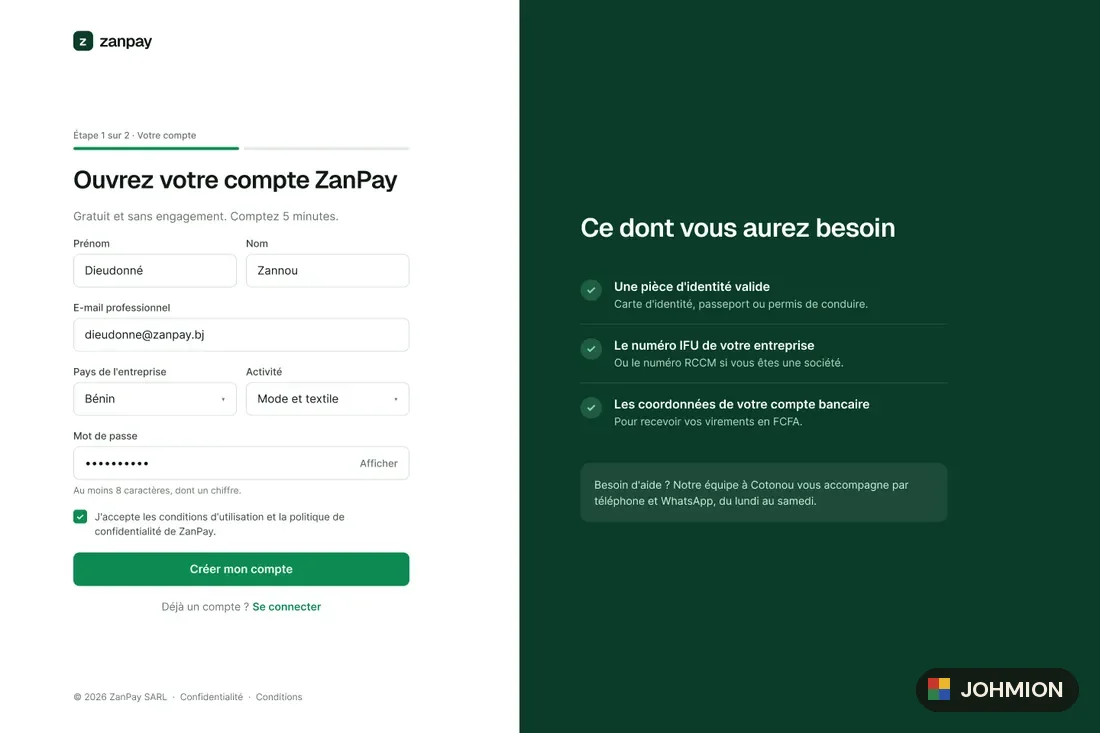 z zanpay
Étape 1 sur 2 · Votre compte
Ouvrez votre compte ZanPay
Gratuit et sans engagement. Comptez 5 minutes.
Prénom
Nom
Dieudonné
Zannou
E-mail professionnel
dieudonne@zanpay.bj
Pays de l'entreprise
Activité
Bénin
Mode et textile
Mot de passe
••••••••••
Afficher
Au moins 8 caractères, dont un chiffre.
J'accepte les conditions d'utilisation et la politique de
confidentialité de ZanPay.
Créer mon compte
Déjà un compte ? Se connecter
© 2026 ZanPay SARL · Confidentialité · Conditions
Ce dont vous aurez besoin
Une pièce d'identité valide
Carte d'identité, passeport ou permis de conduire.
Le numéro IFU de votre entreprise
Ou le numéro RCCM si vous êtes une société.
Les coordonnées de votre compte bancaire
Pour recevoir vos virements en FCFA.
Besoin d'aide ? Notre équipe à Cotonou vous accompagne par
téléphone et WhatsApp, du lundi au samedi.
JOHMION